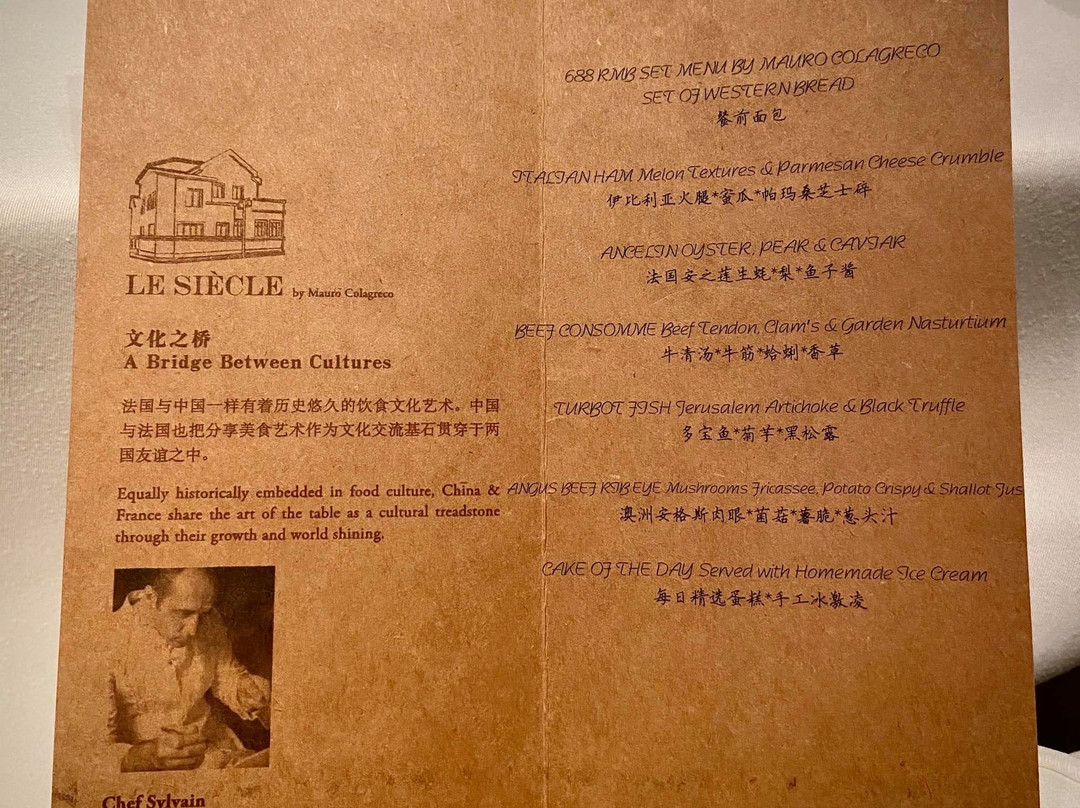 LE SIÈCLE by Mauro Colagreco
文化之桥
A Bridge Between Cultures
法国与中国一样有着历史悠久的饮食文化艺术。中国
与法国也把分享美食艺术作为文化交流基石贯穿于两
国友谊之中。
Equally historically embedded in food culture, China &
France share the art of the table as a cultural treadstone
through their growth and world shining.
Chef Sylvain
688 RMB SET MENU BY MAURO COLAGRECO
SET OF WESTERN BREAD
餐前面包
ITALIAN HAM Melon Textures & Parmesan Cheese Crumble
伊比利亚火腿*蜜瓜*帕玛桑芝士碎
ANCELIN OYSTER, PEAR & CAVIAR
法国安之莲生蚝*梨*鱼子酱
BEEF CONSOMME Beef Tendon, Clam's & Garden Nasturtium
牛清汤*牛筋*蛤蜊*香草
TURBOT FISH Jerusalem Artichoke & Black Truffle
多宝鱼*菊芋*黑松露
ANGUS BEEF RIB EYE Mushrooms Fricassee, Potato Crispy & Shallot Jus
澳洲安格斯肉眼*菌菇*薯脆*葱头汁
CAKE OF THE DAY Served with Homemade Ice Cream
每日精选蛋糕*手工冰激凌